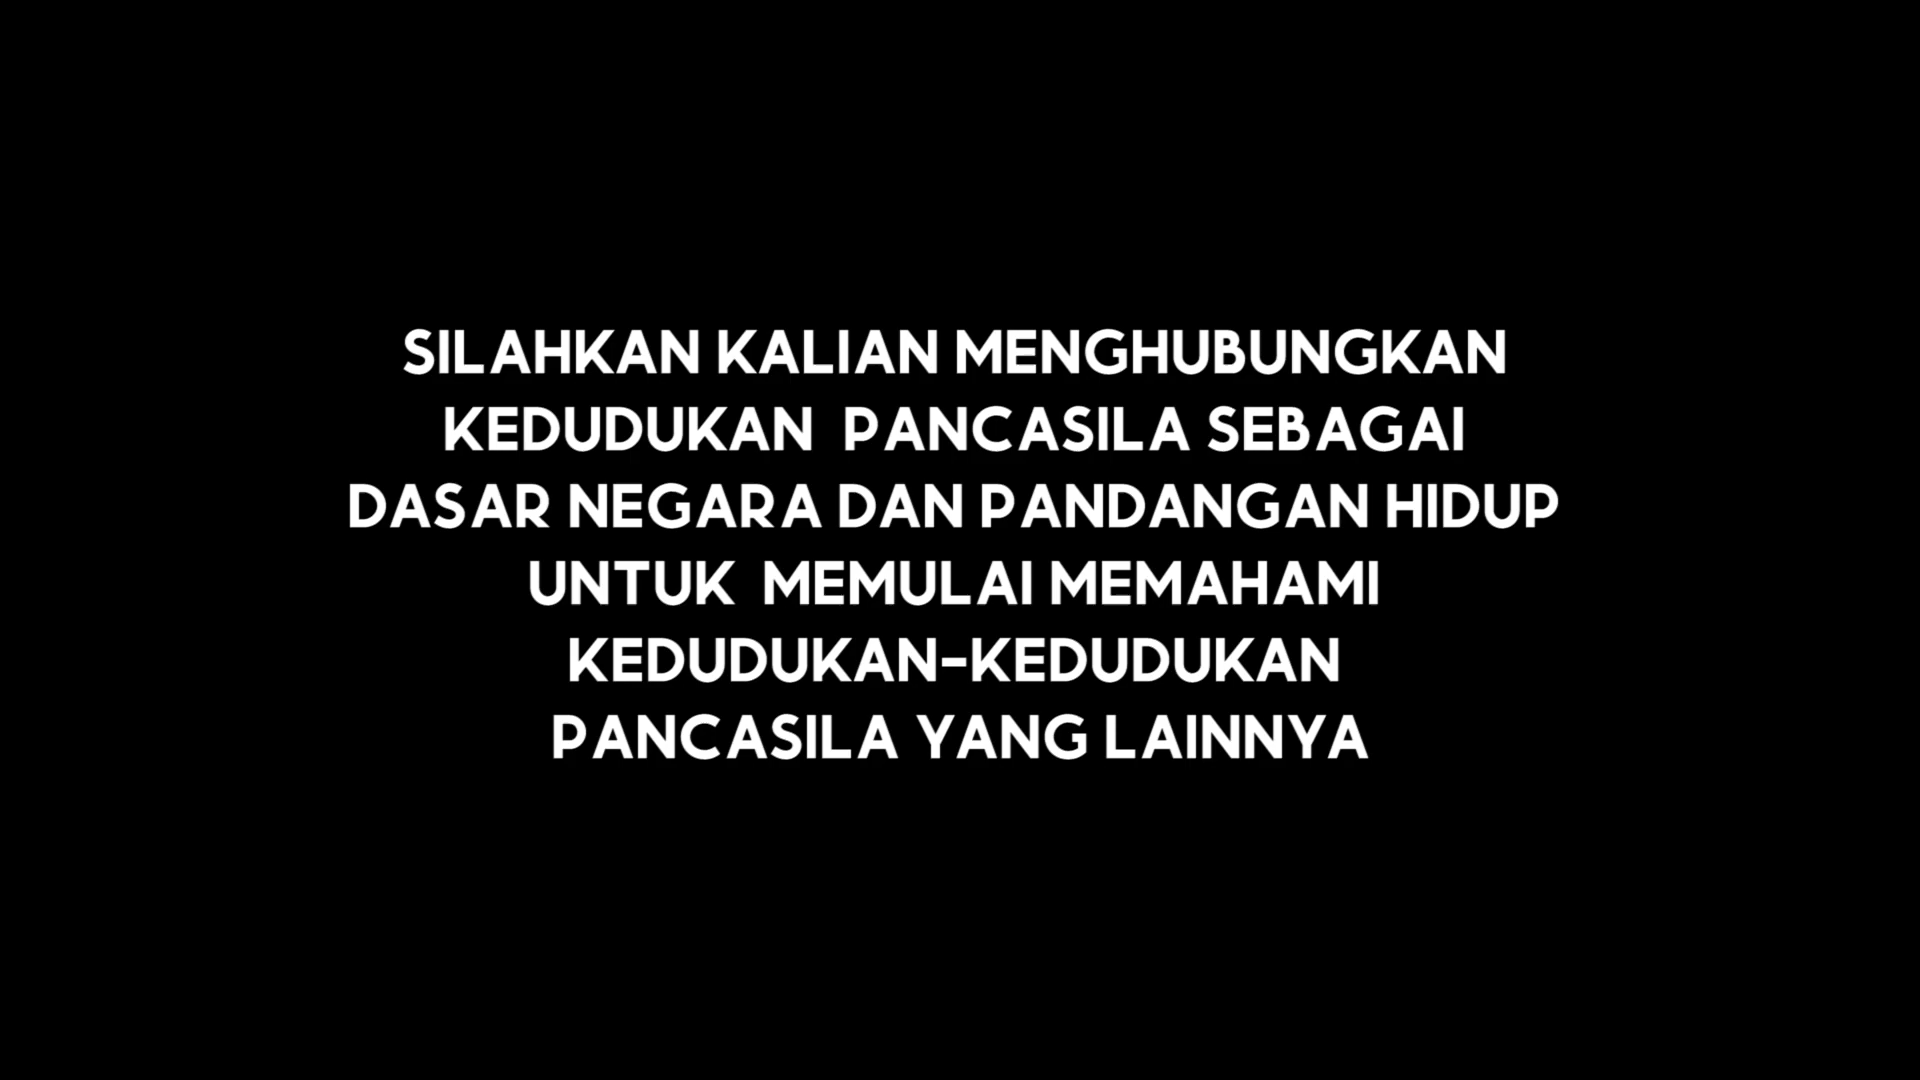 SILAHKAN KALIAN MENGHUBUNGKAN
KEDUDUKAN PANCASILA SEBAGAI
DASAR NEGARA DAN PANDANGAN HIDUP
UNTUK MEMULAI MEMAHAMI
KEDUDUKAN-KEDUDUKAN
PANCASILA YANG LAINNYA